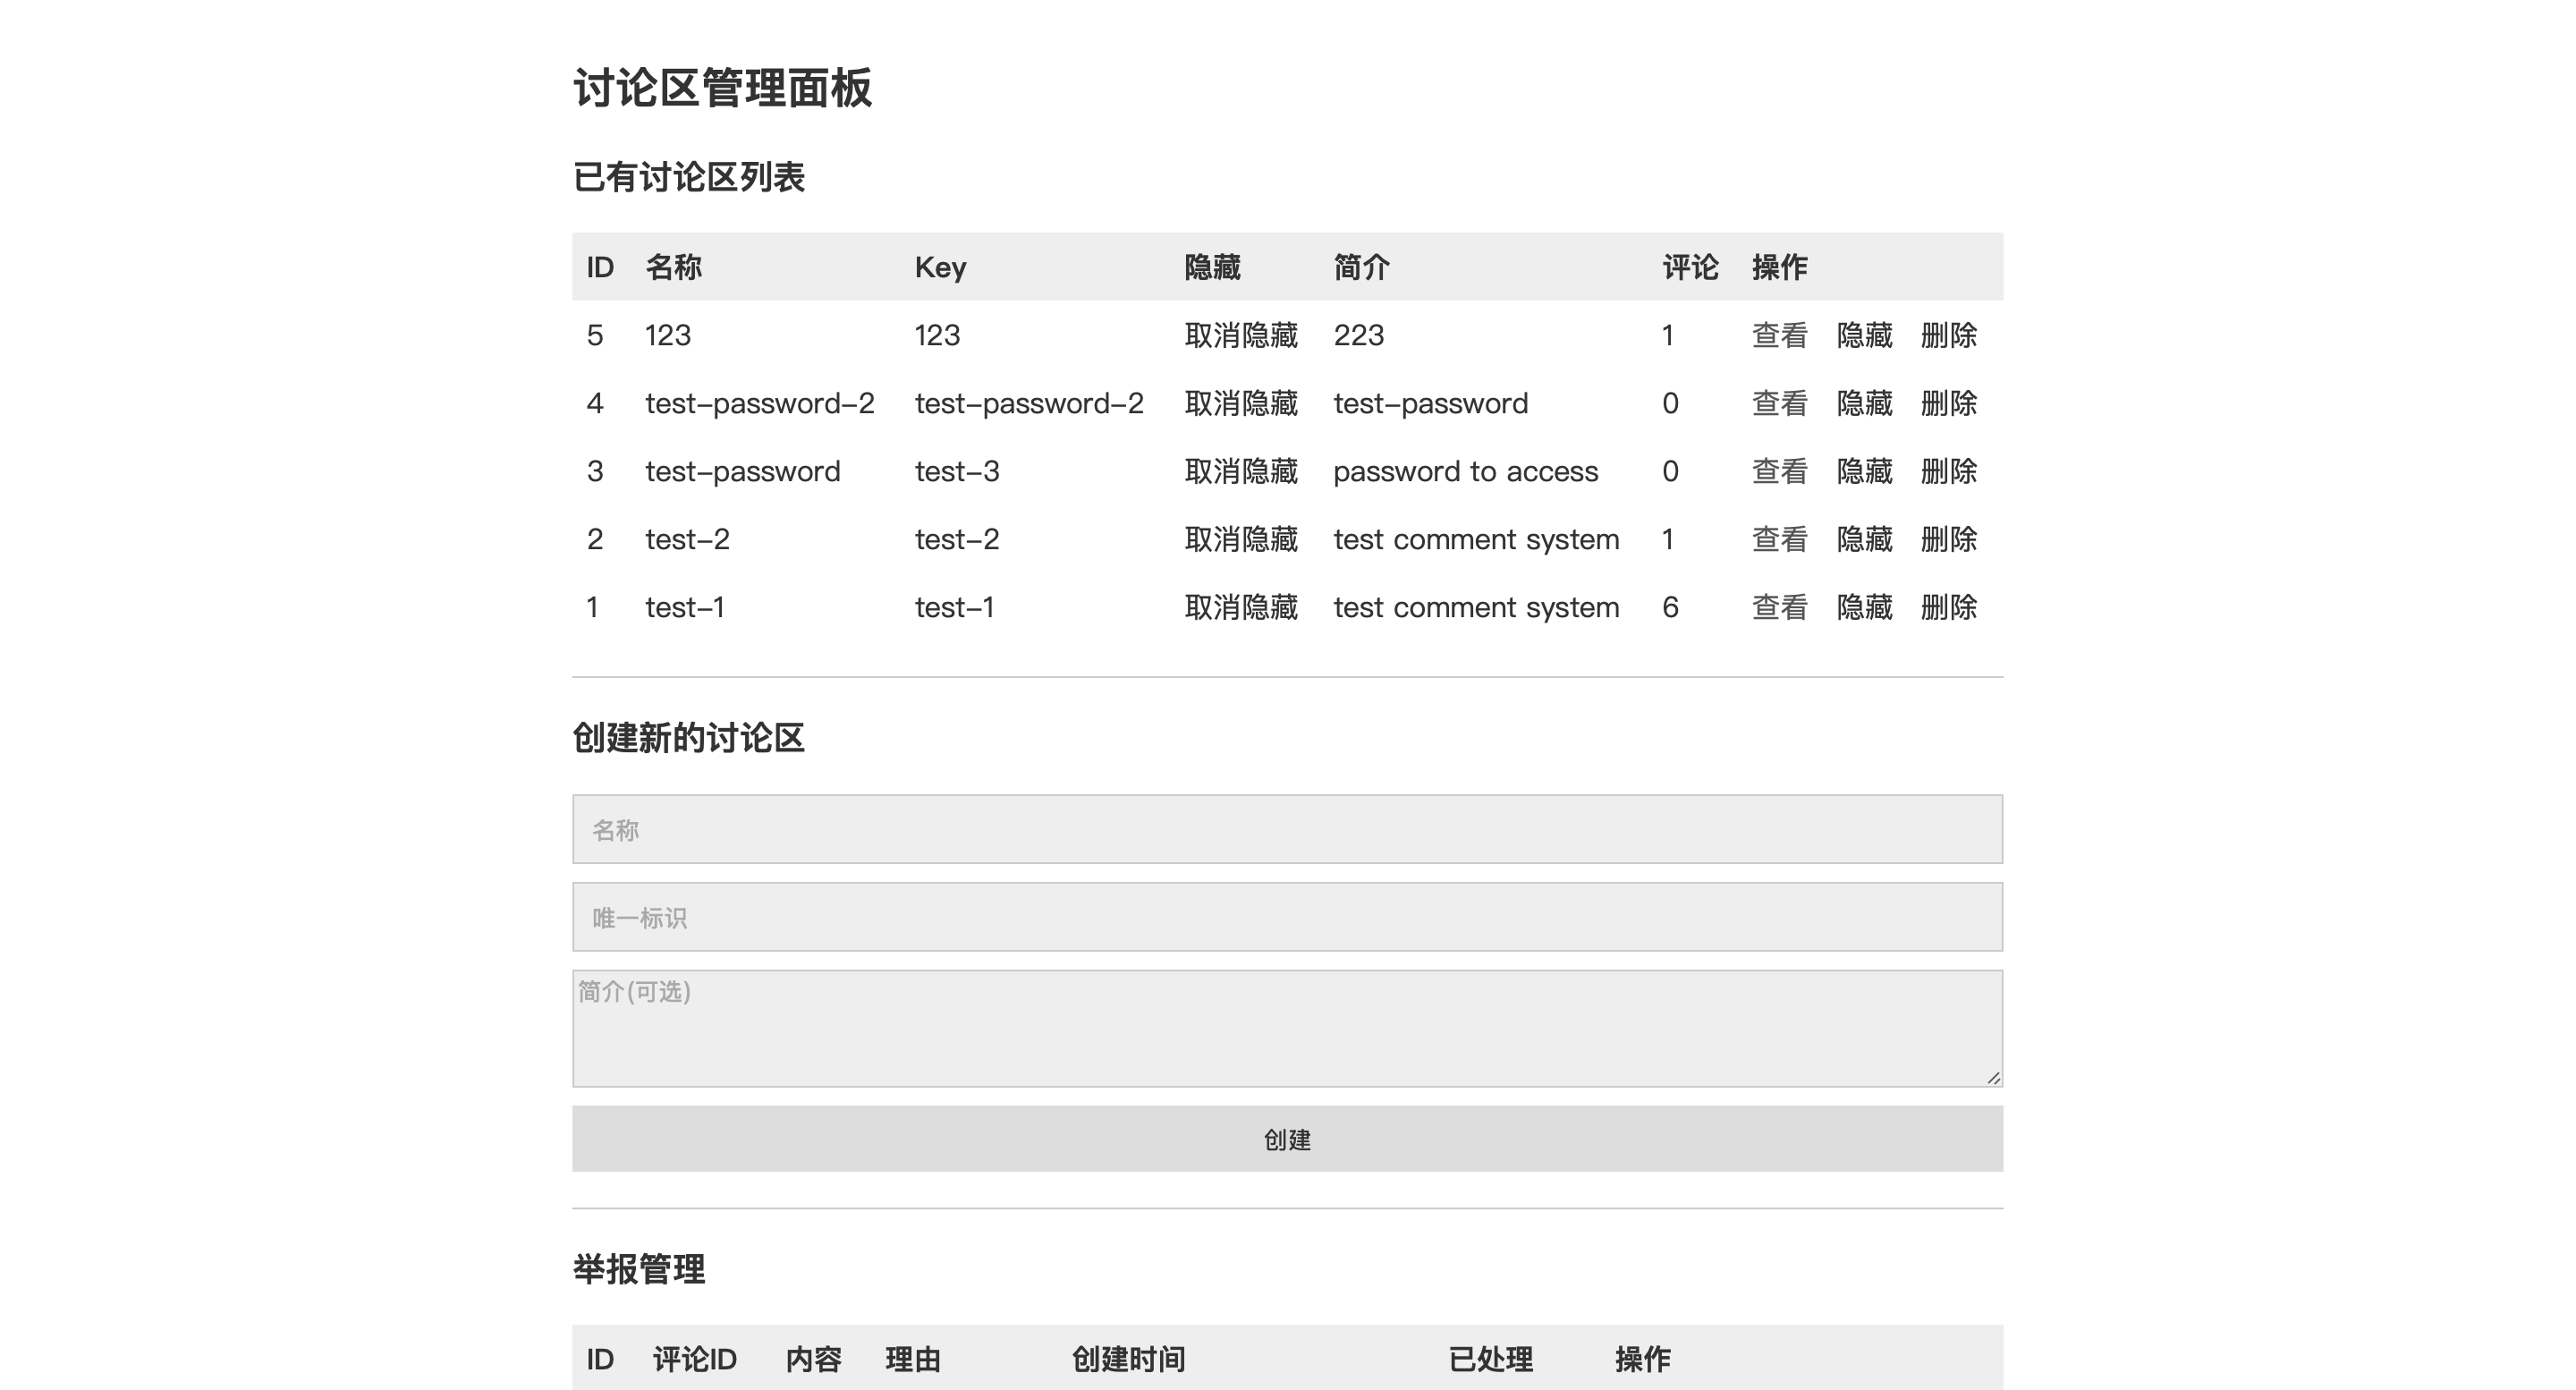 讨论区管理面板
已有讨论区列表
ID 名称 Key 隐藏 简介 评论 操作
5 123 123 取消隐藏 223 1 查看 隐藏 删除
4 test-password-2 test-password-2 取消隐藏 test-password 0 查看 隐藏 删除
3 test-password test-3 取消隐藏 password to access 0 查看 隐藏 删除
2 test-2 test-2 取消隐藏 test comment system 1 查看 隐藏 删除
1 test-1 test-1 取消隐藏 test comment system 6 查看 隐藏 删除
创建新的讨论区
名称
唯一标识
简介(可选)
创建
举报管理
ID 评论ID 内容 理由 创建时间 已处理 操作